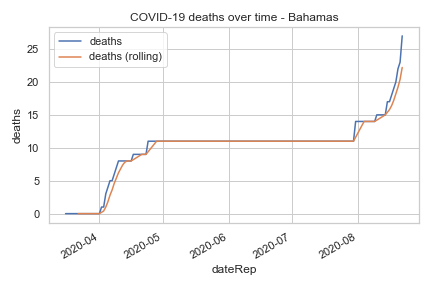 COVID-19 deaths over time - Bahamas
deaths
deaths (rolling)
25
20
15
10
5
0
deaths
2020-04
2020-05
2020-06
2020-07
2020-08
dateRep